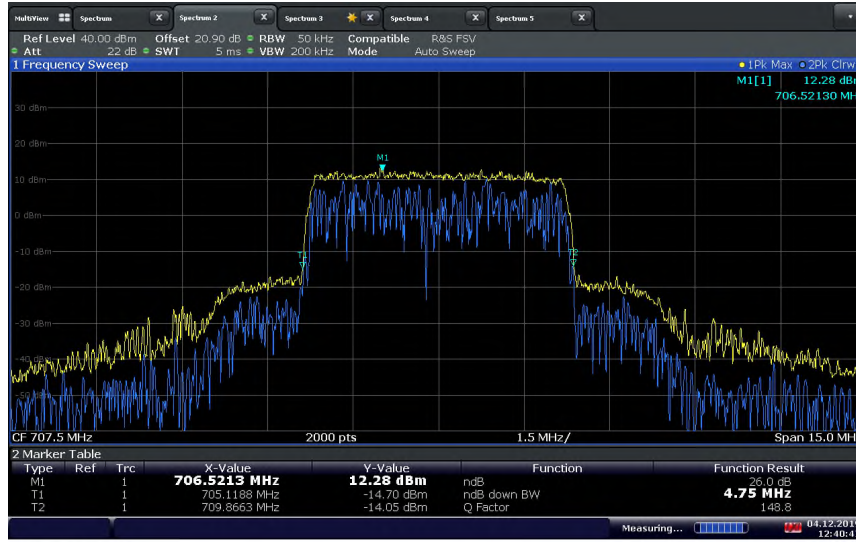 MultiView Spectrum X Spectrum 2 X Spectrum 3 X Spectrum 4 X Spectrum 5 X
Ref Level 40.00 dBm Offset 20.90 dB RBW 50 kHz Compatible R&S FSV
Att 22 dB SWT 5 ms VBW 200 kHz Mode Auto Sweep
1 Frequency Sweep 1Pk Max 2Pk Clrw
M1[1] 12.28 dBm
706.52130 MH
30 dBm
20 dBm
M1
10 dBm
0 dBm
-10 dBm
T1 T2
-20 dBm
-30 dBm
-40 dBm
-50 dBm
CF 707.5 MHz 2000 pts 1.5 MHz/ Span 15.0 MH
2 Marker Table
Type Ref Trc X-Value Y-Value Function Function Result
M1 1 706.5213 MHz 12.28 dBm ndB 26.0 dB
T1 1 705.1188 MHz -14.70 dBm ndB down BW 4.75 MHz
T2 1 709.8663 MHz -14.05 dBm Q Factor 148.8
Measuring... 04.12.201
12:40:4